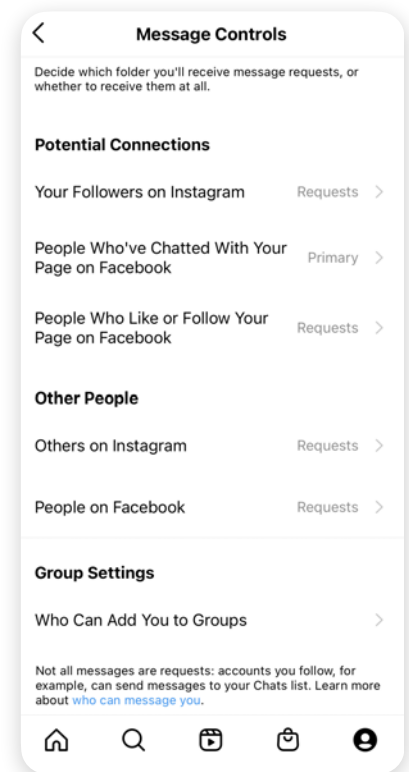 Message Controls
Decide which folder you'll receive message requests, or
whether to receive them at all.
Potential Connections
Your Followers on Instagram Requests
People Who've Chatted With Your
Page on Facebook Primary
People Who Like or Follow Your
Page on Facebook Requests
Other People
Others on Instagram Requests
People on Facebook Requests
Group Settings
Who Can Add You to Groups
Not all messages are requests: accounts you follow, for
example, can send messages to your Chats list. Learn more
about who can message you.